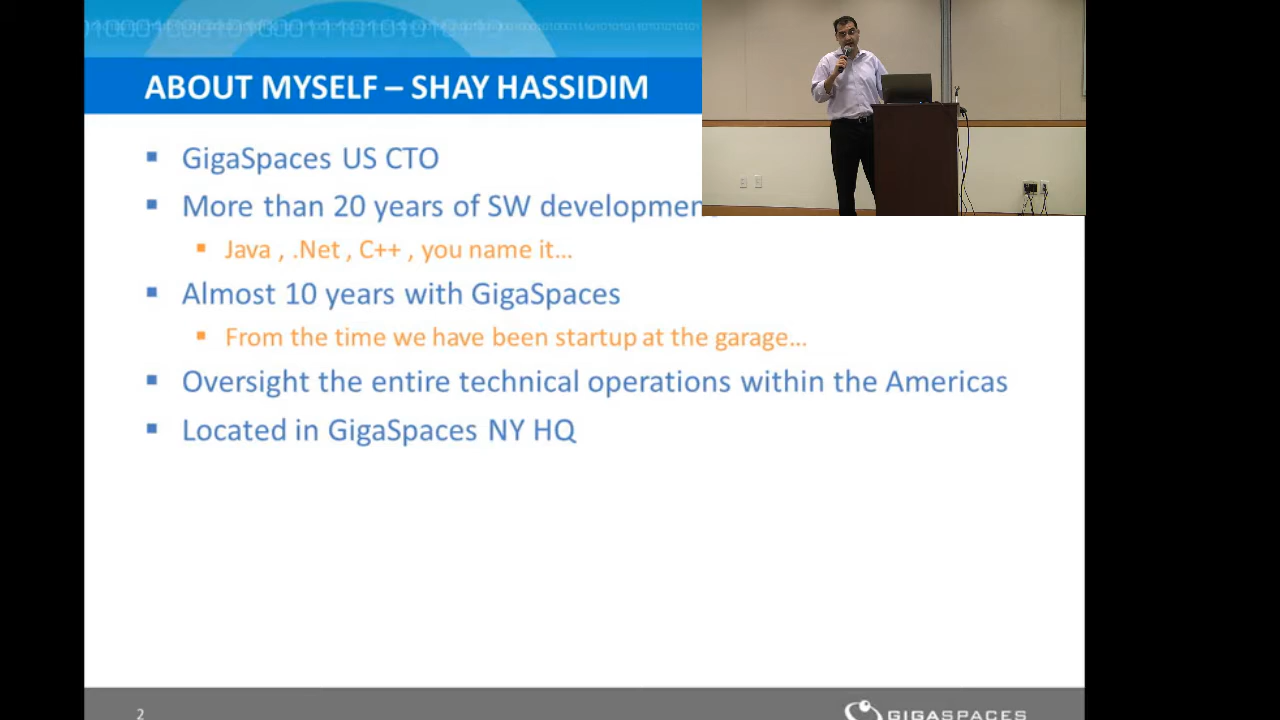 ABOUT MYSELF – SHAY HASSIDIM
GigaSpaces US CTO
More than 20 years of SW developmen
Java , .Net , C++ , you name it...
Almost 10 years with GigaSpaces
From the time we have been startup at the garage...
Oversight the entire technical operations within the Americas
Located in GigaSpaces NY HQ
2
GIGASPACES